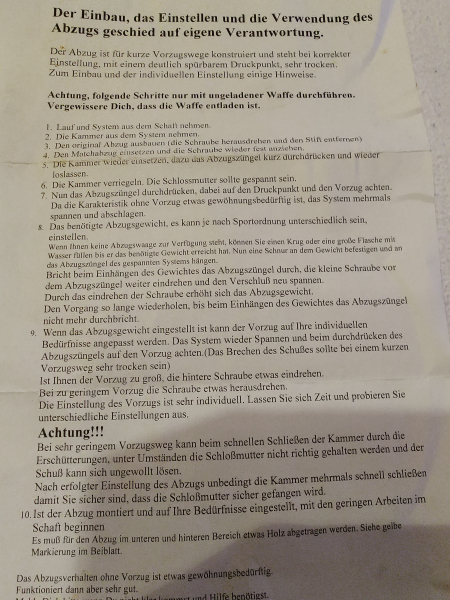 Der Einbau, das Einstellen und die Verwendung des
Abzugs geschied auf eigene Verantwortung.
Der Abzug ist für kurze Vorzugswege konstruiert und steht bei korrekter
Einstellung, mit einem deutlich spürbarem Druckpunkt, sehr trocken.
Zum Einbau und der individuellen Einstellung einige Hinweise.
Achtung, folgende Schritte nur mit ungeladener Waffe durchführen.
Vergewissere Dich, dass die Waffe entladen ist.
1. Lauf und System aus dem Schaft nehmen.
2. Die Kammer aus dem System nehmen.
3. Den original Abzug ausbauen (die Schraube herausdrehen und den Stift entfernen)
4. Den Matchabzug einsetzen und die Schraube wieder fest anziehen.
5. Die Kammer wieder einsetzen, dazu das Abzugszüngel kurz durchdrücken und wieder
loslassen.
6. Die Kammer verriegeln. Die Schlossmutter sollte gespannt sein.
7. Nun das Abzugszüngel durchdrücken, dabei auf den Druckpunkt und den Vorzug achten.
Da die Karakteristik ohne Vorzug etwas gewöhnungsbedürftig ist, das System mehrmals
spannen und abschlagen.
8. Das benötigte Abzugsgewicht, es kann je nach Sportordnung unterschiedlich sein,
einstellen.
Wenn Ihnen keine Abzugswaage zur Verfügung steht, können Sie einen Krug oder eine große Flasche mit
Wasser füllen bis er das benötigte Gewicht erreicht hat. Nun eine Schnur an dem Gewicht befestigen und an
das Abzugszüngel des gespannten Systems hängen.
Bricht beim Einhängen des Gewichtes das Abzugszüngel durch, die kleine Schraube vor
dem Abzugszüngel weiter eindrehen und den Verschluß neu spannen.
Durch das eindrehen der Schraube erhöht sich das Abzugsgewicht.
Den Vorgang so lange wiederholen, bis beim Einhängen des Gewichtes das Abzugszüngel
nicht mehr durchbricht.
9. Wenn das Abzugsgewicht eingestellt ist kann der Vorzug auf Ihre individuellen
Bedürfnisse angepasst werden. Das System wieder Spannen und beim durchdrücken des
Abzugszüngels auf den Vorzug achten.(Das Brechen des Schußes sollte bei einem kurzen
Vorzugsweg sehr trocken sein)
Ist Ihnen der Vorzug zu groß, die hintere Schraube etwas eindrehen.
Bei zu geringem Vorzug die Schraube etwas herausdrehen.
Die Einstellung des Vorzugs ist sehr individuell. Lassen Sie sich Zeit und probieren Sie
unterschiedliche Einstellungen aus.
Achtung!!!
Bei sehr geringem Vorzugsweg kann beim schnellen Schließen der Kammer durch die
Erschütterungen, unter Umständen die Schloßmutter nicht richtig gehalten werden und der
Schuß kann sich ungewollt lösen.
Nach erfolgter Einstellung des Abzugs unbedingt die Kammer mehrmals schnell schließen
damit Sie sicher sind, dass die Schloßmutter sicher gefangen wird.
10. Ist der Abzug montiert und auf Ihre Bedürfnisse eingestellt, mit den geringen Arbeiten im
Schaft beginnen
Es muß für den Abzug im unteren und hinteren Bereich etwas Holz abgetragen werden. Siehe gelbe
Markierung im Beiblatt.
Das Abzugsverhalten ohne Vorzug ist etwas gewöhnungsbedürftig.
Funktioniert dann aber sehr gut.
und Hilfe benötigst.